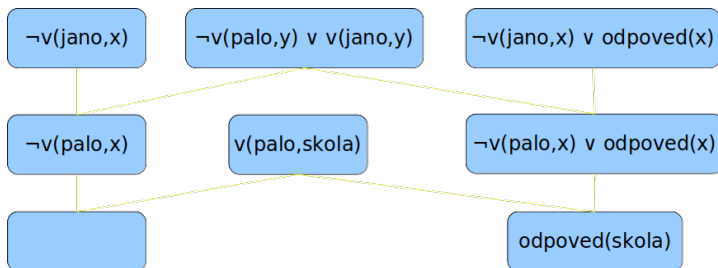 ¬v(jano,x)
¬v(palo,y) ∨ v(jano,y)
¬v(jano,x) ∨ odpoved(x)
¬v(palo,x)
v(palo,skola)
¬v(palo,x) ∨ odpoved(x)
odpoved(skola)